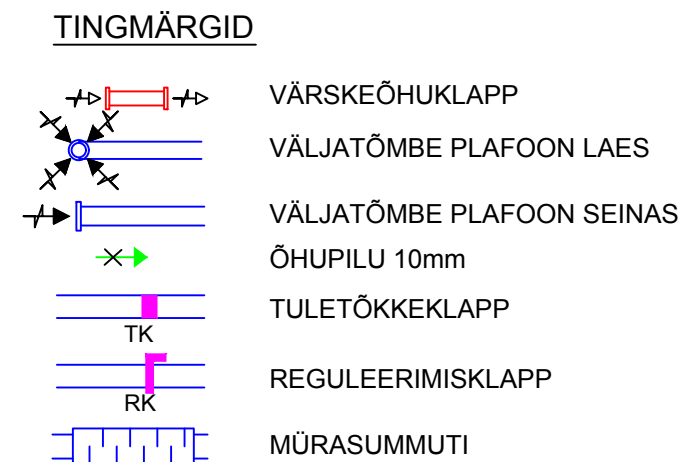 TINGMÄRGID
VÄRSKEÕHUKLAPP
VÄLJATÕMBE PLAFOON LAES
VÄLJATÕMBE PLAFOON SEINAS
ÕHUPILU 10mm
TULETÕKKEKLAPP
TK
REGULEERIMISKLAPP
RK
MÜRASUMMUTI